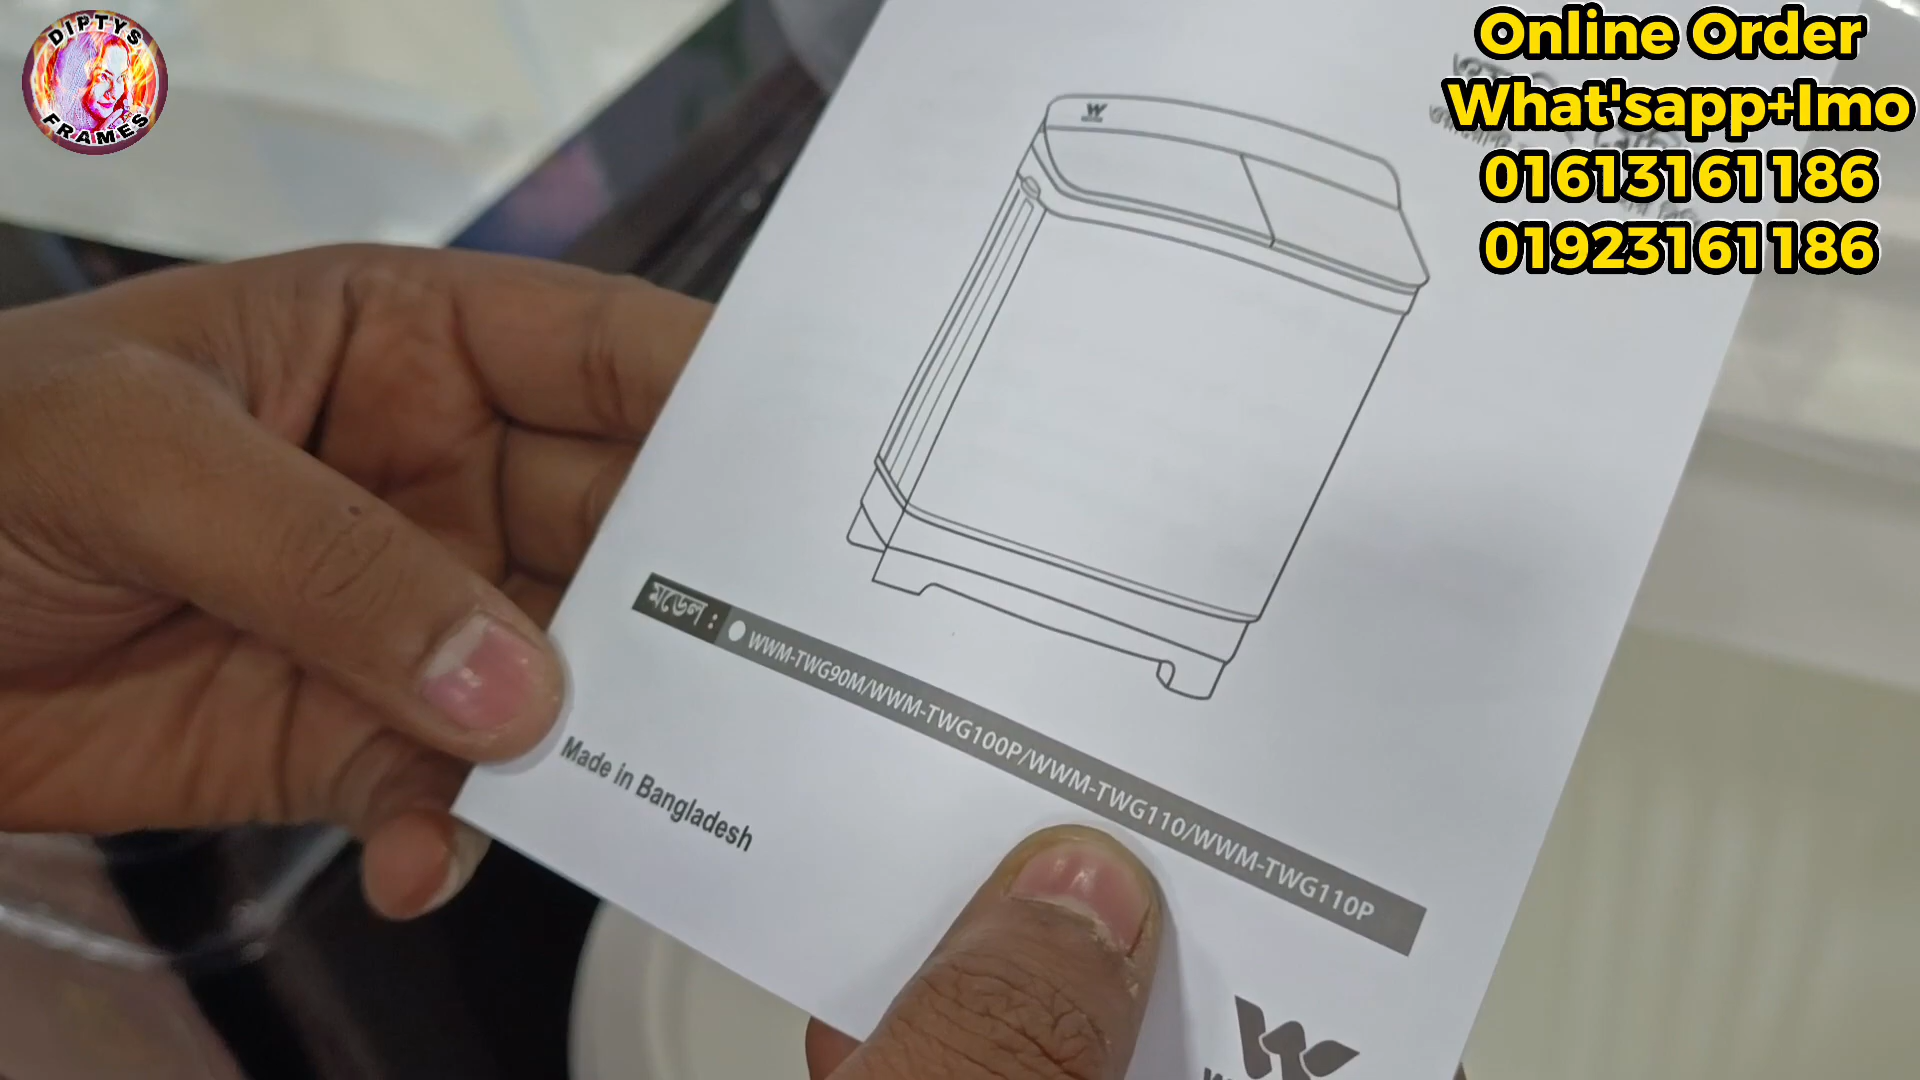 DIPTYS
FRAMES
Online Order
What'sapp+Imo
01613161186
01923161186
W
মডেল : WWM-TWG90M/WWM-TWG100P/WWM-TWG110/WWM-TWG110P
Made in Bangladesh